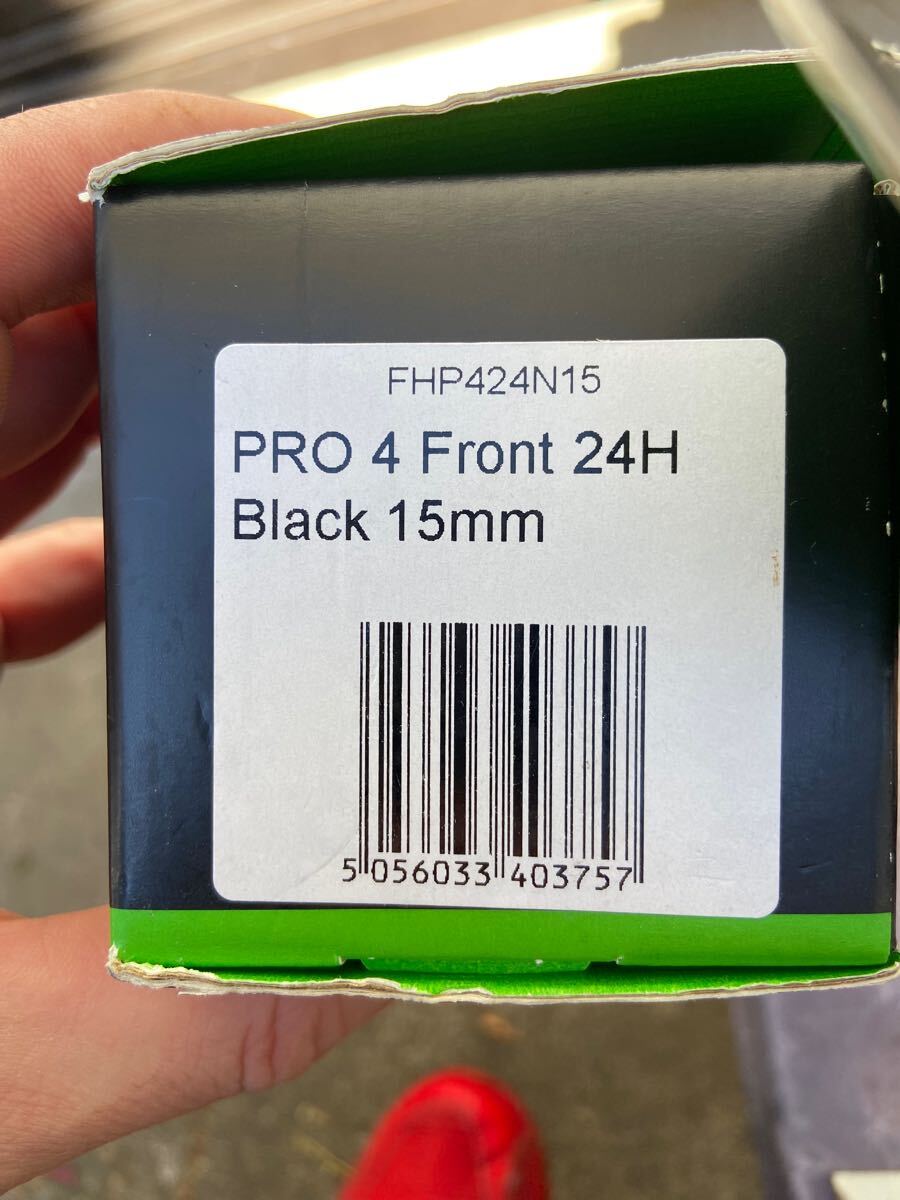 FHP424N15
PRO 4 Front 24H
Black 15mm
5 056033 403757